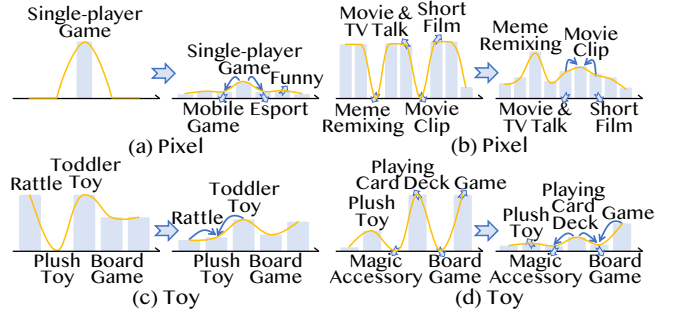 Single-player
Game
Single-player
Game
Funny
Mobile
Game
Esport
(a) Pixel
Movie &
TV Talk
Short
Film
Meme
Remixing
Movie
Clip
Meme
Remixing
Movie
Clip
Movie &
TV Talk
Short
Film
(b) Pixel
Toddler
Toy
Rattle
Plush
Toy
Board
Game
Toddler
Toy
Rattle
Plush
Toy
Board
Game
(c) Toy
Playing
Card Deck
Game
Plush
Toy
Magic
Accessory
Board
Game
Playing
Card
Deck
Game
Plush
Toy
Magic
Accessory
Board
Game
(d) Toy